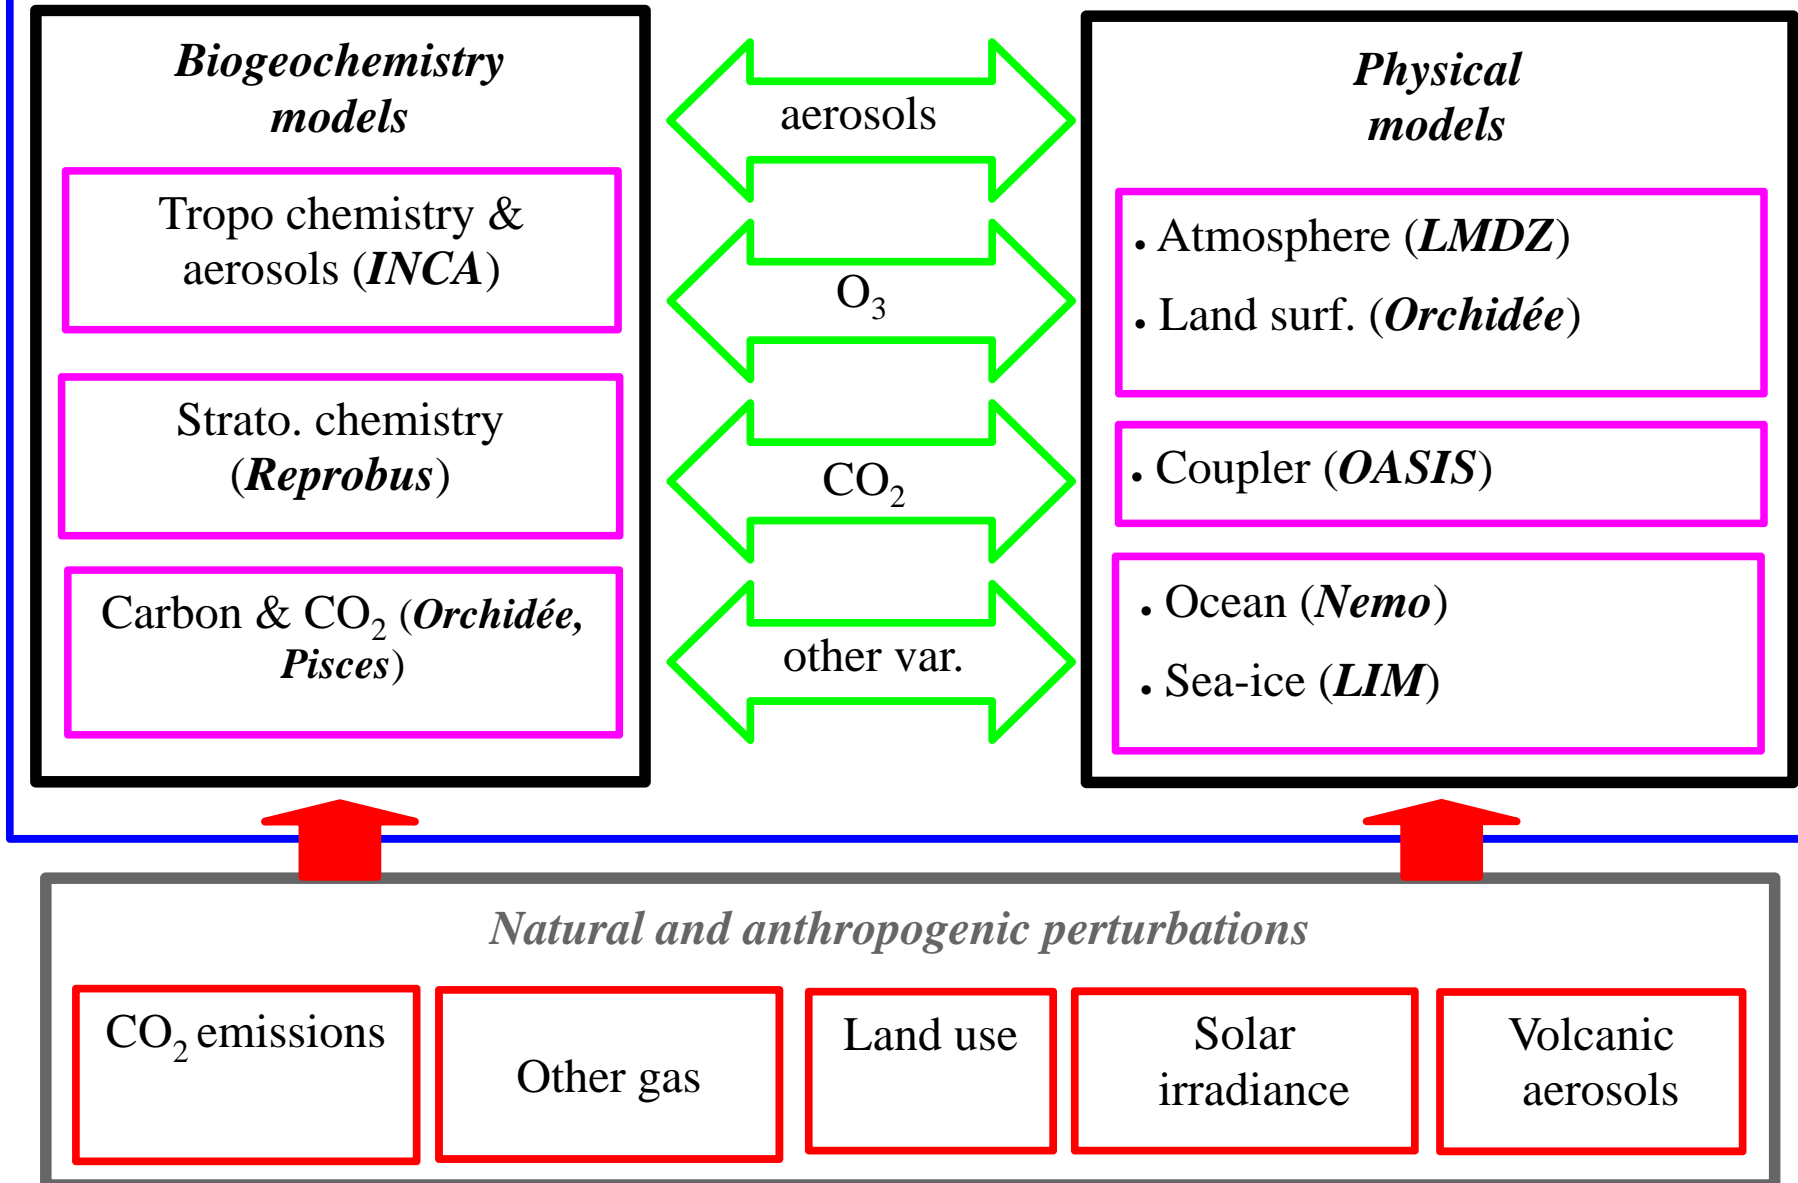 Biogeochemistry
models
Tropo chemistry &
aerosols (INCA)
Strato. chemistry
(Reprobus)
Carbon & CO₂ (Orchidée,
Pisces)
aerosols
O₃
CO₂
other var.
Physical
models
• Atmosphere (LMDZ)
• Land surf. (Orchidée)
• Coupler (OASIS)
• Ocean (Nemo)
• Sea-ice (LIM)
Natural and anthropogenic perturbations
CO₂ emissions
Other gas
Land use
Solar
irradiance
Volcanic
aerosols